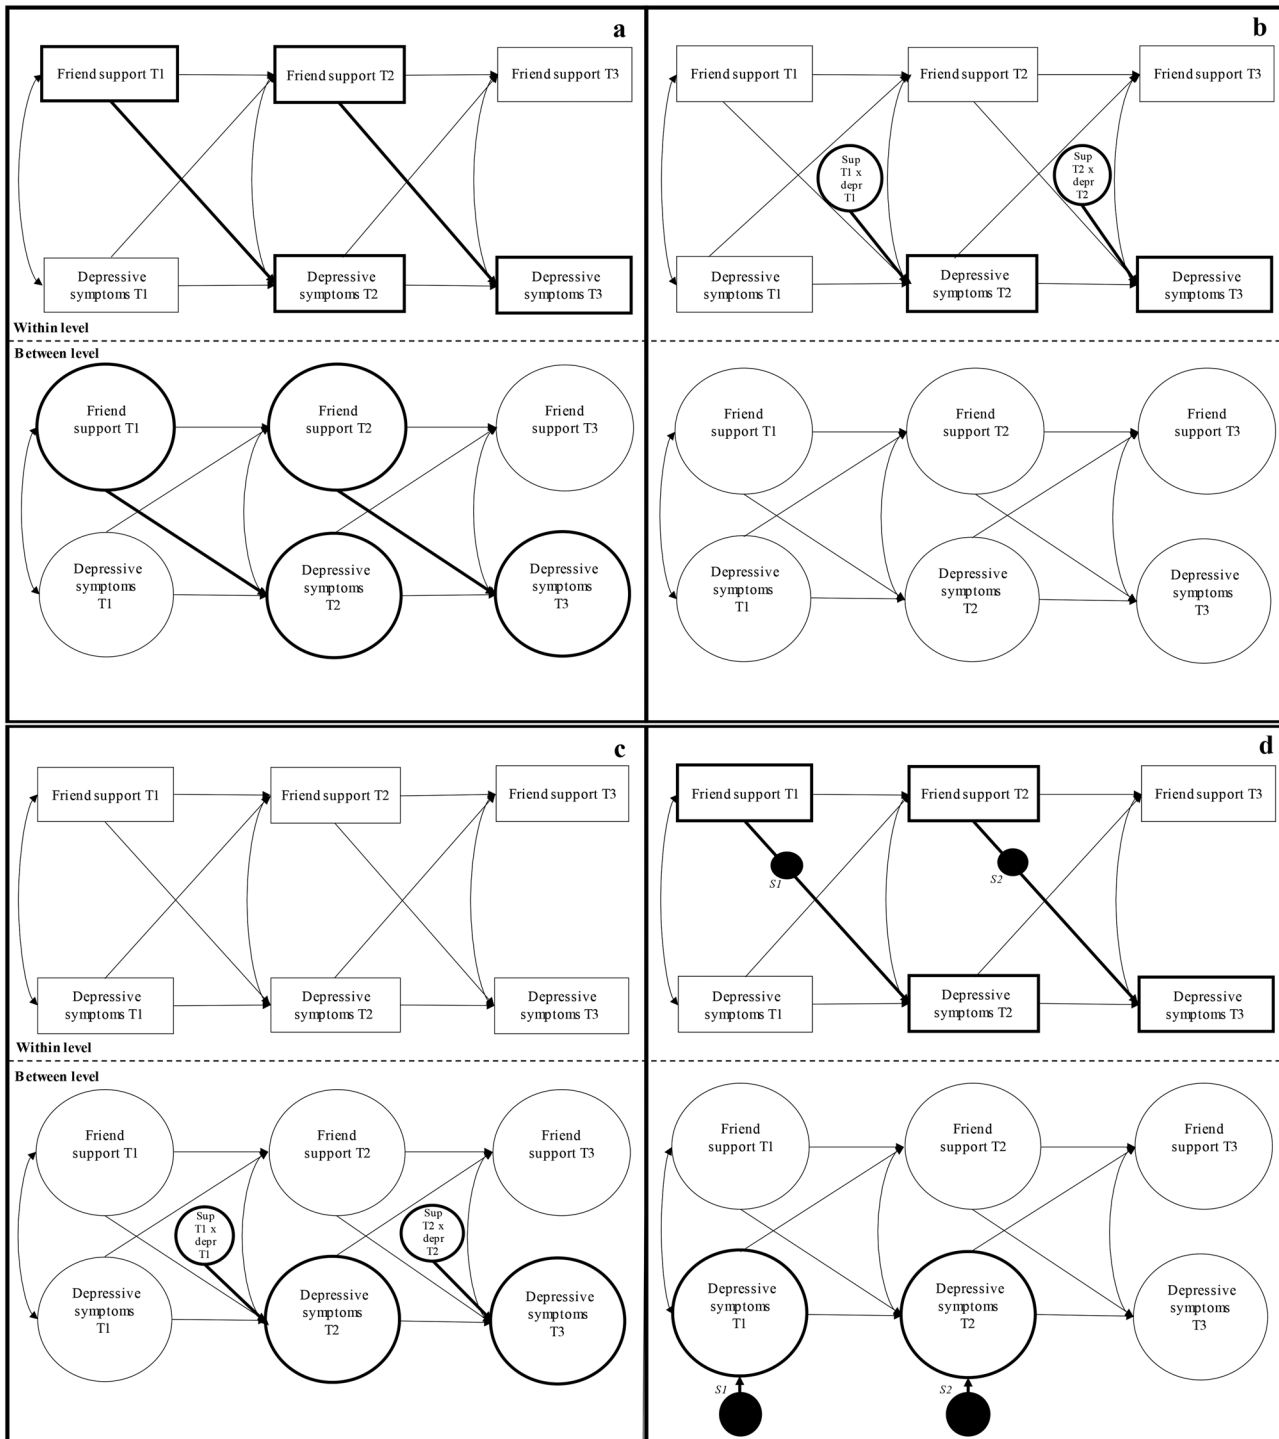 a
Friend support T1
Friend support T2
Friend support T3
Depressive
symptoms T1
Depressive
symptoms T2
Depressive
symptoms T3
Within level
Between level
Friend
support T1
Friend
support T2
Friend
support T3
Depressive
symptoms
T1
Depressive
symptoms
T2
Depressive
symptoms
T3
b
Friend support T1
Friend support
T2
Friend support T3
Sup
T1 x
depr
T1
Sup
T2 x
depr
T2
Depressive
symptoms T1
Depressive
symptoms T2
Depressive
symptoms T3
Friend
support T1
Friend
support T2
Friend
support T3
Depressive
symptoms
T1
Depressive
symptoms
T2
Depressive
symptoms
T3
c
Friend support T1
Friend support T2
Friend support T3
Depressive
symptoms T1
Depressive
symptoms T2
Depressive
symptoms T3
Within level
Between level
Friend
support T1
Friend
support T2
Friend
support T3
Sup
T1 x
depr
T1
Sup
T2 x
depr
T2
Depressive
symptoms
T1
Depressive
symptoms
T2
Depressive
symptoms
T3
d
Friend support T1
Friend support T2
Friend support T3
S1
S2
Depressive
symptoms T1
Depressive
symptoms T2
Depressive
symptoms T3
Friend
support T1
Friend
support T2
Friend
support T3
Depressive
symptoms
T1
Depressive
symptoms
T2
Depressive
symptoms
T3
S1
S2